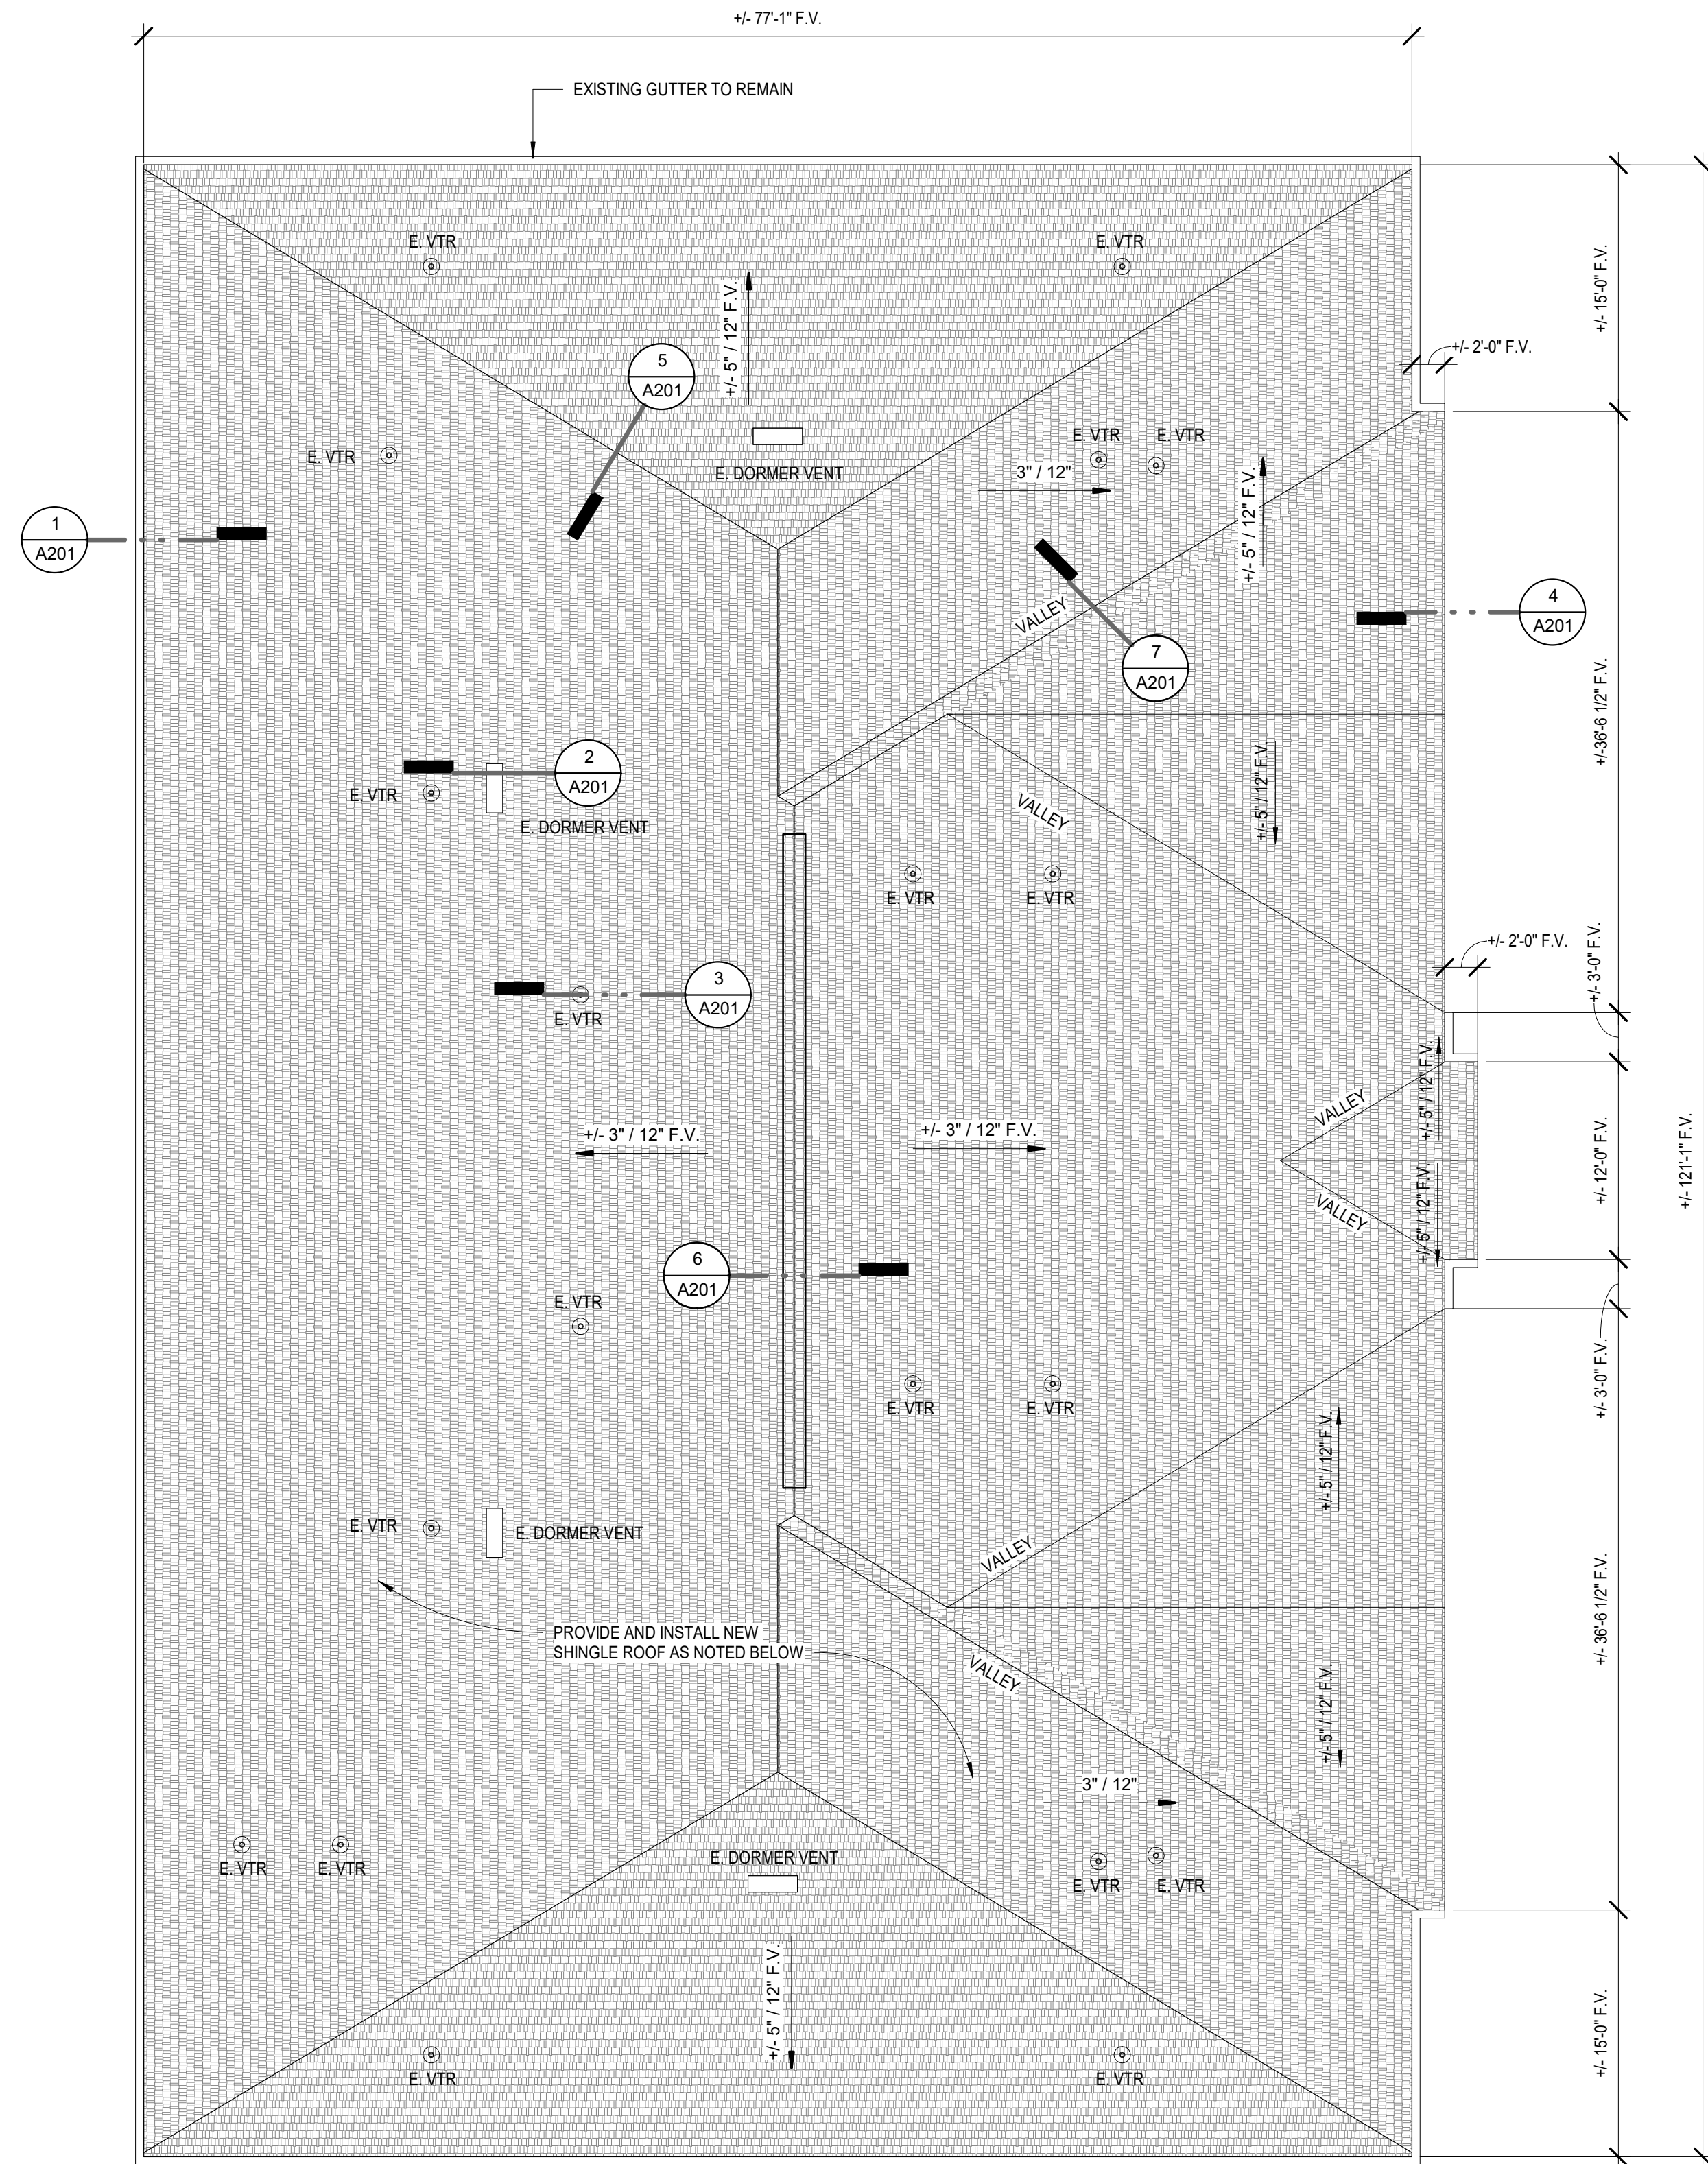 +/- 77'-1" F.V.
EXISTING GUTTER TO REMAIN
E. VTR
E. VTR
+/- 5" / 12" F.V.
+/- 15'-0" F.V.
+/- 2'-0" F.V.
5
A201
E. VTR
E. VTR
E. VTR
E. DORMER VENT
3" / 12"
+/- 5" / 12" F.V.
1
A201
4
A201
VALLEY
7
A201
+/-36'-6 1/2" F.V.
2
A201
E. VTR
E. DORMER VENT
VALLEY
+/- 5" / 12" F.V.
E. VTR
E. VTR
+/- 2'-0" F.V.
+/- 3'-0" F.V.
3
A201
E. VTR
+/- 5" / 12" F.V.
VALLEY
+/- 3" / 12" F.V.
+/- 3" / 12" F.V.
+/- 12'-0" F.V.
+/- 121'-1" F.V.
VALLEY
+/- 5" / 12" F.V.
6
A201
E. VTR
+/- 3'-0" F.V.
E. VTR
E. VTR
+/- 5" / 12" F.V.
E. VTR
E. DORMER VENT
VALLEY
+/- 36'-6 1/2" F.V.
PROVIDE AND INSTALL NEW
SHINGLE ROOF AS NOTED BELOW
VALLEY
+/- 5" / 12" F.V.
3" / 12"
E. DORMER VENT
E. VTR
E. VTR
E. VTR
E. VTR
+/- 5" / 12" F.V.
+/- 15'-0" F.V.
E. VTR
E. VTR